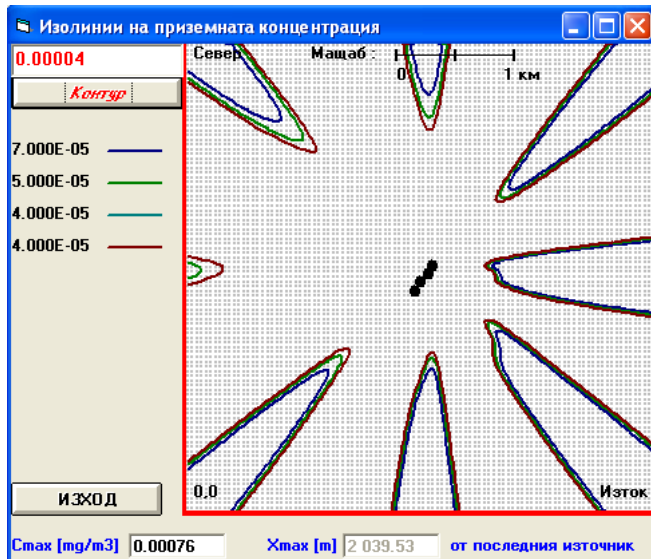 Изолинии на приземната концентрация
0.00004
Север
Мащаб :
0
1 км
Контур
7.000E-05
5.000E-05
4.000E-05
4.000E-05
ИЗХОД
0,0
Изток
Cmax [mg/m3] 0.00076 Xmax [m] 2 039.53 от последния източник